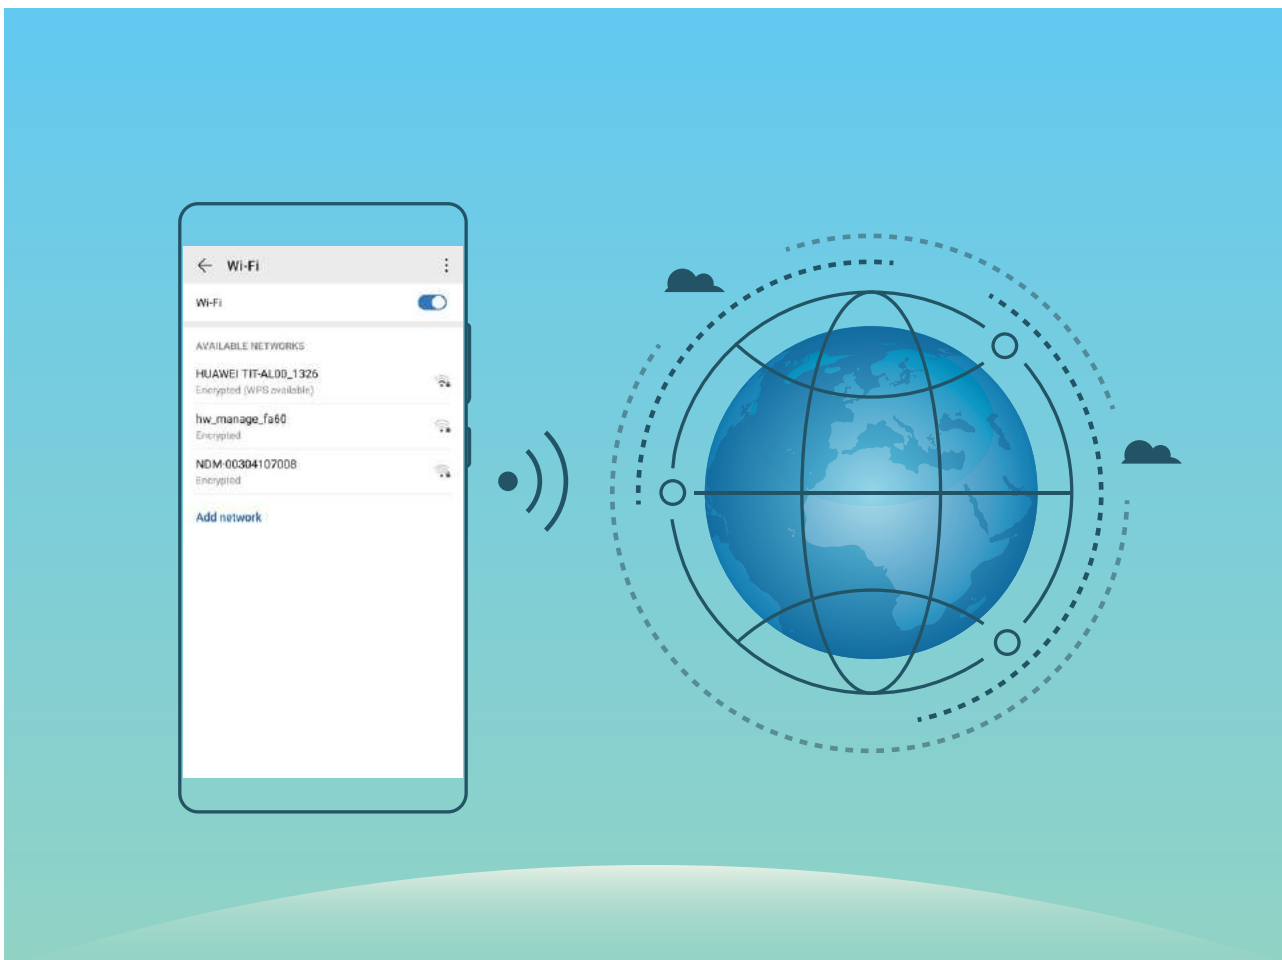 Wi-Fi
Wi-Fi
AVAILABLE NETWORKS
HUAWEI TIT-AL00_1326
Encrypted (WPS available)
hw_manage_fa60
Encrypted
NDM-00304107008
Encrypted
Add network